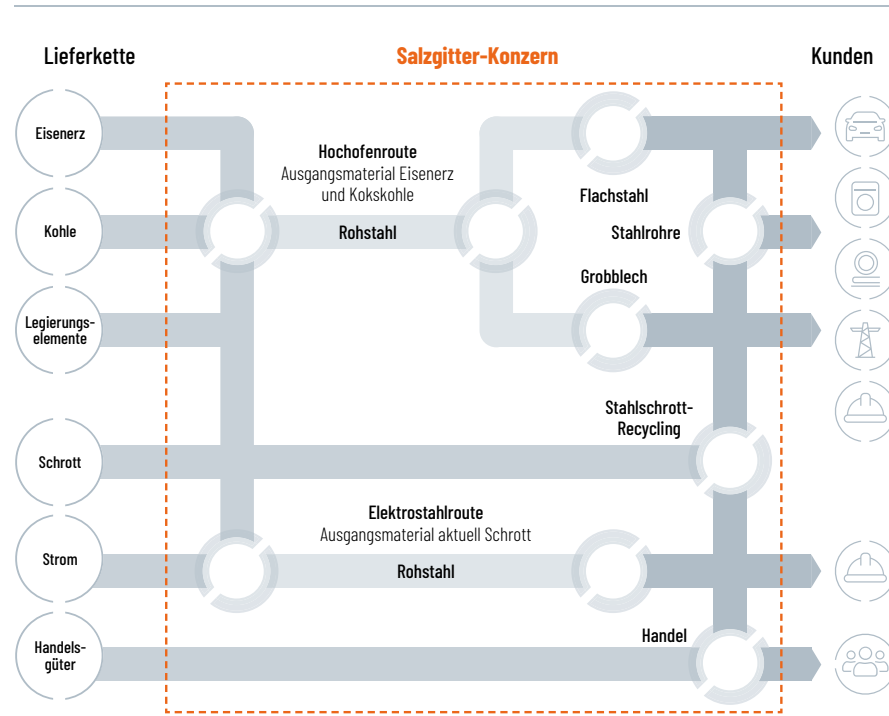 Lieferkette
Salzgitter-Konzern
Kunden
Eisenerz
Hochofenroute
Ausgangsmaterial Eisenerz
und Kokskohle
Flachstahl
Kohle
Rohstahl
Stahlrohre
Grobblech
Legierungs-
elemente
Stahlschrott-
Recycling
Schrott
Elektrostahlroute
Ausgangsmaterial aktuell Schrott
Strom
Rohstahl
Handel
Handels-
güter